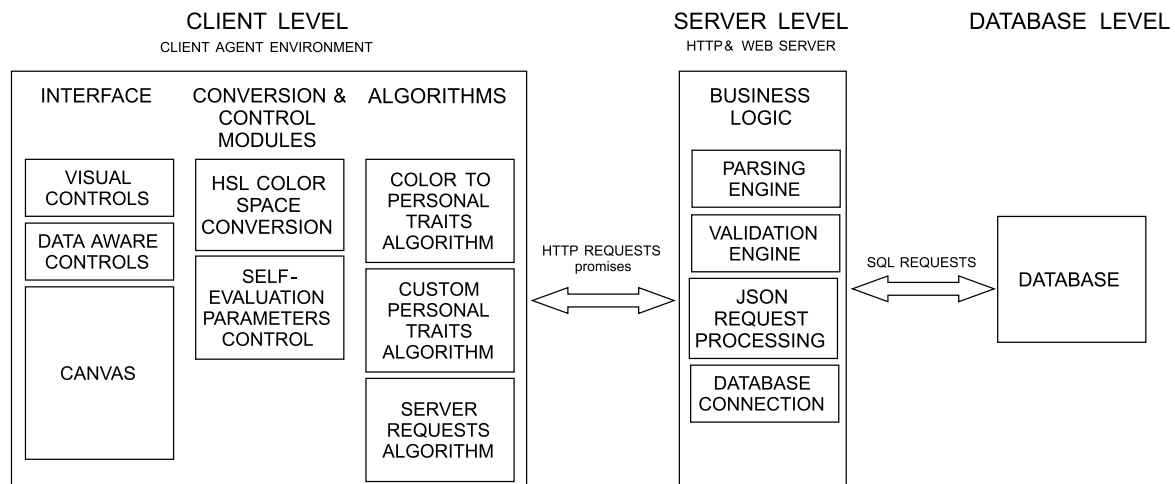 CLIENT LEVEL
CLIENT AGENT ENVIRONMENT
INTERFACE
VISUAL
CONTROLS
DATA AWARE
CONTROLS
CANVAS
CONVERSION &
CONTROL
MODULES
HSL COLOR
SPACE
CONVERSION
SELF-
EVALUATION
PARAMETERS
CONTROL
ALGORITHMS
COLOR TO
PERSONAL
TRAITS
ALGORITHM
CUSTOM
PERSONAL
TRAITS
ALGORITHM
SERVER
REQUESTS
ALGORITHM
HTTP REQUESTS
promises
SERVER LEVEL
HTTP& WEB SERVER
BUSINESS
LOGIC
PARSING
ENGINE
VALIDATION
ENGINE
JSON
REQUEST
PROCESSING
DATABASE
CONNECTION
SQL REQUESTS
DATABASE LEVEL
DATABASE